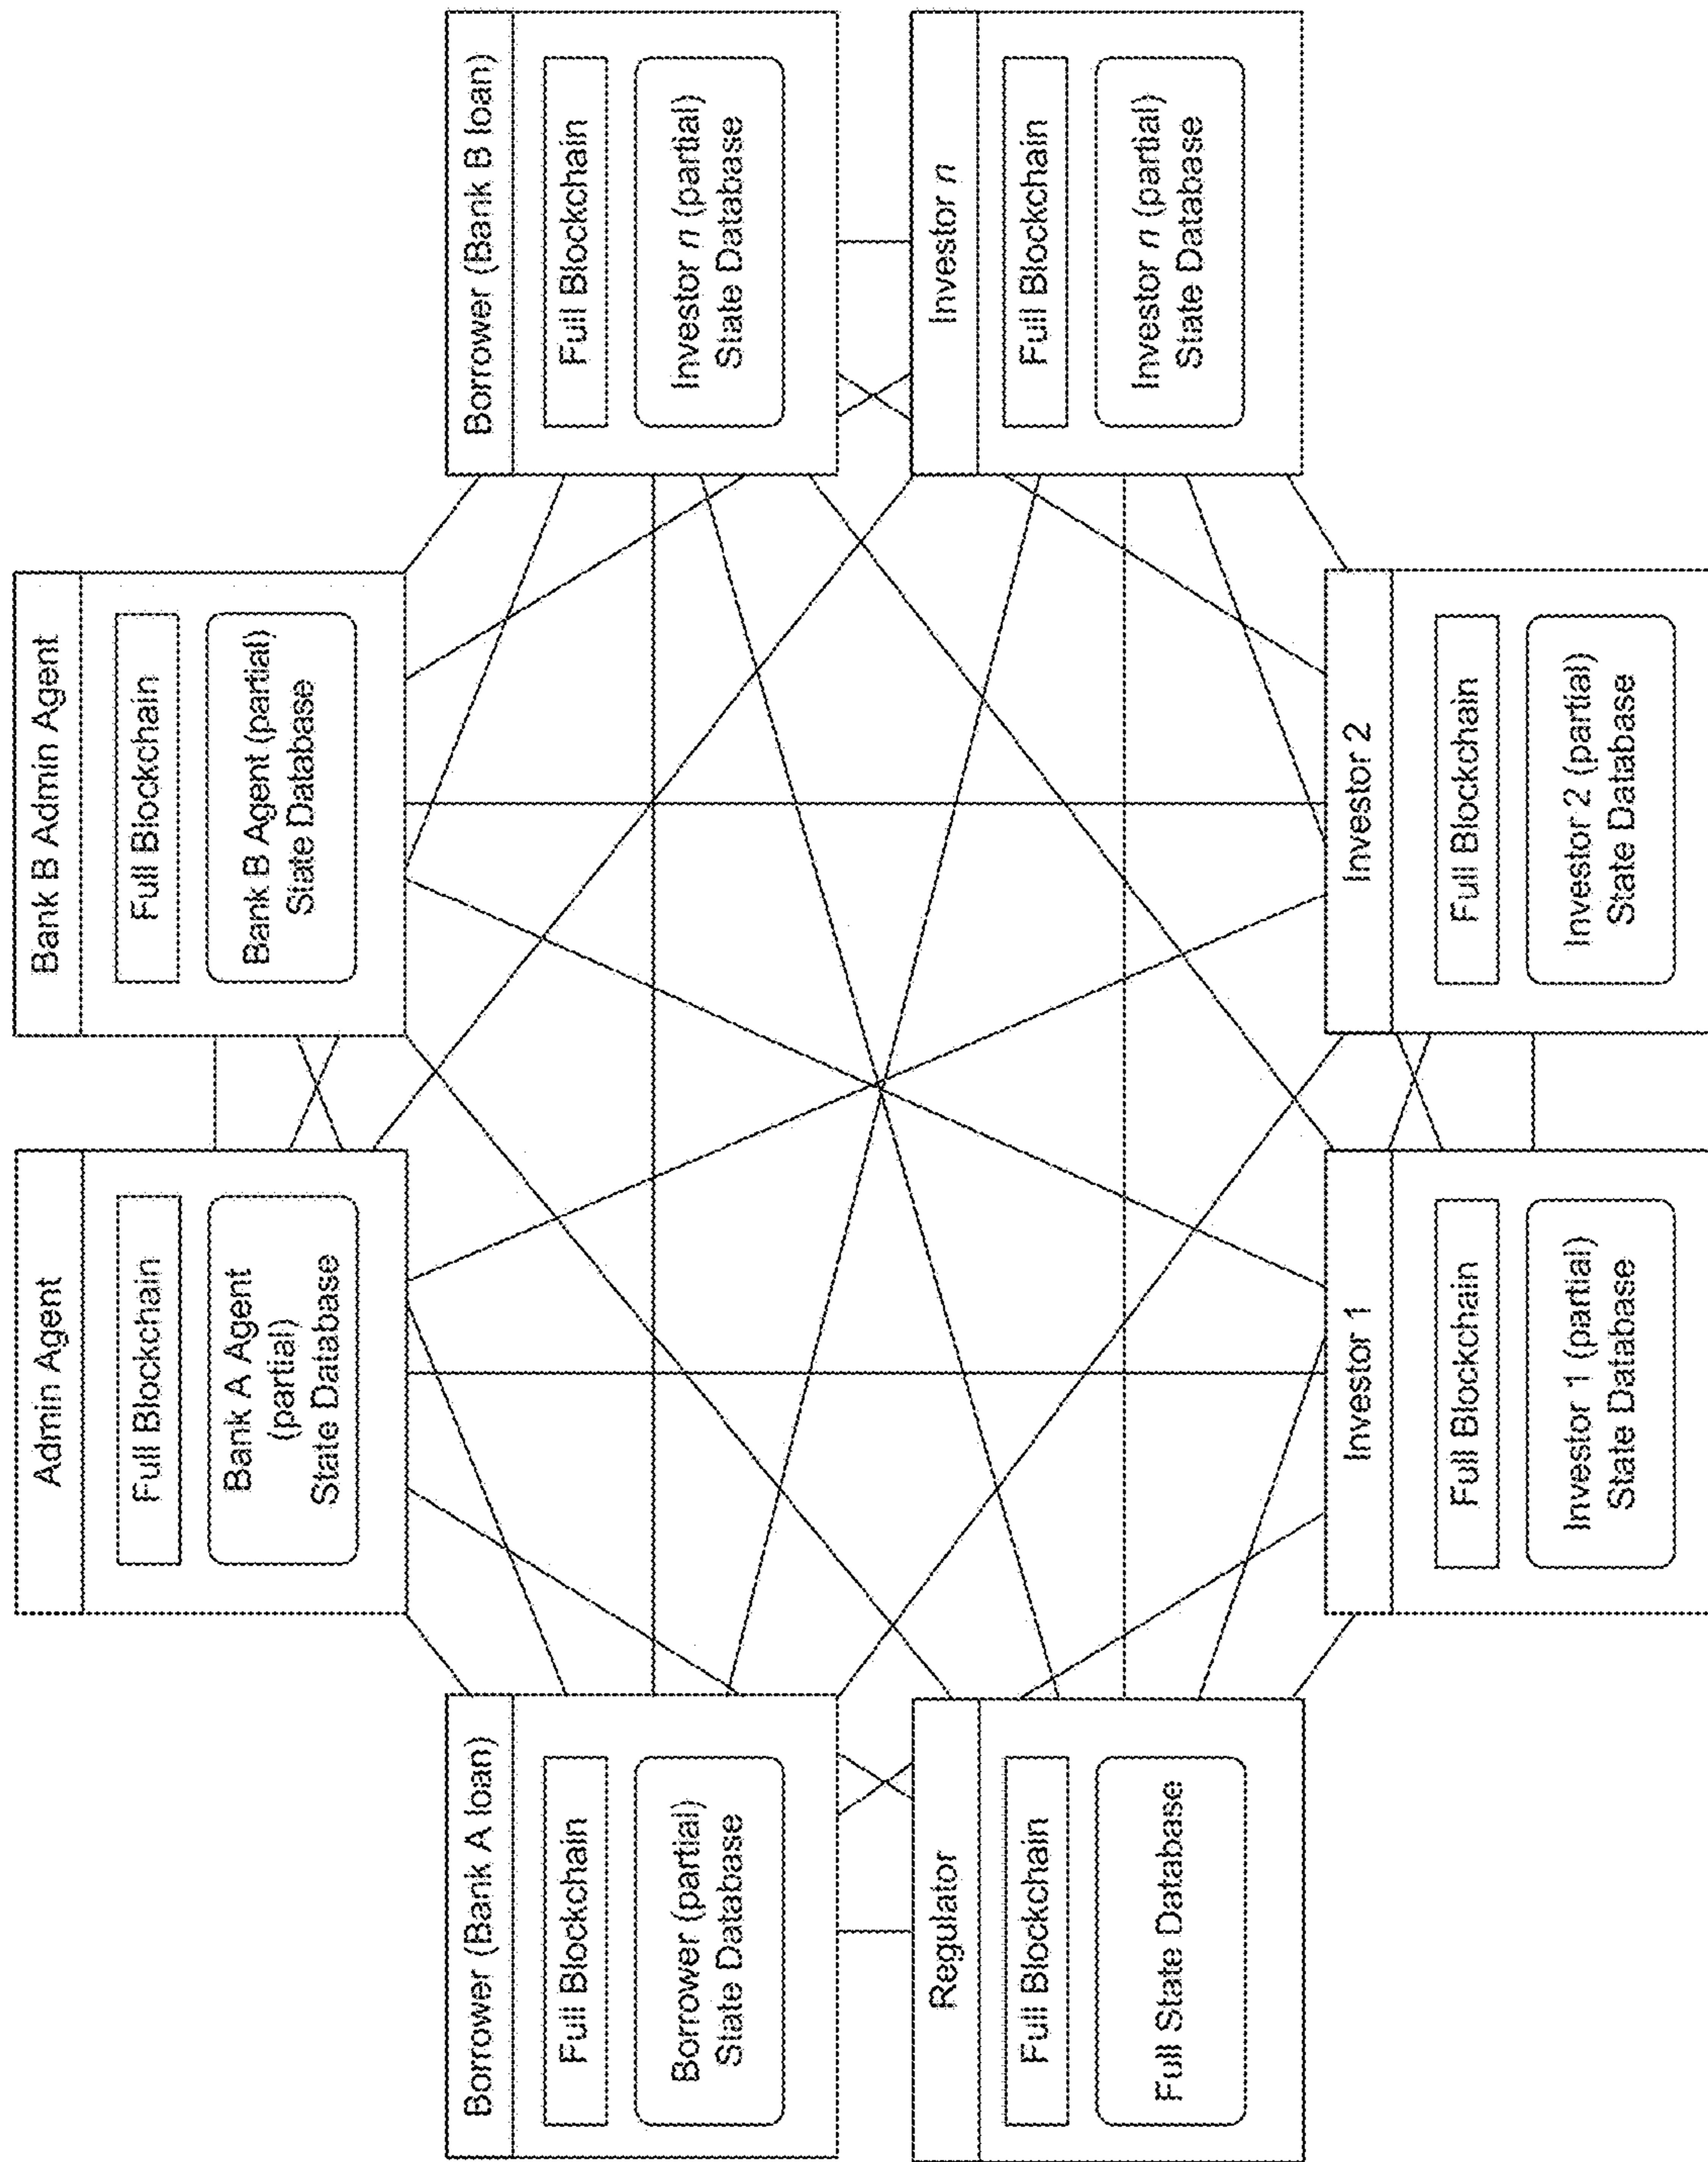 Admin Agent
Full Blockchain
Bank A Agent
(partial)
State Database
Bank B Admin Agent
Full Blockchain
Bank B Agent (partial)
State Database
Borrower (Bank A loan)
Full Blockchain
Borrower (partial)
State Database
Borrower (Bank B loan)
Full Blockchain
Investor n (partial)
State Database
Regulator
Full Blockchain
Full State Database
Investor n
Full Blockchain
Investor n (partial)
State Database
Investor 1
Full Blockchain
Investor 1 (partial)
State Database
Investor 2
Full Blockchain
Investor 2 (partial)
State Database